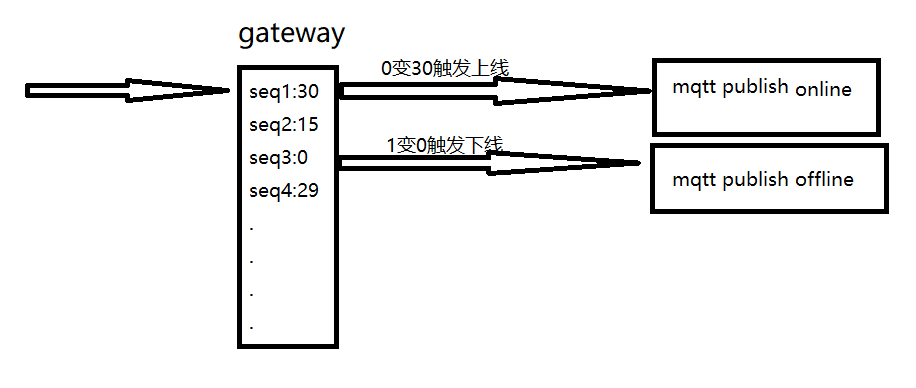 gateway
0变30触发上线
seq1:30
mqtt publish online
seq2:15
1变0触发下线
seq3:0
mqtt publish offline
seq4:29
.
.
.
.